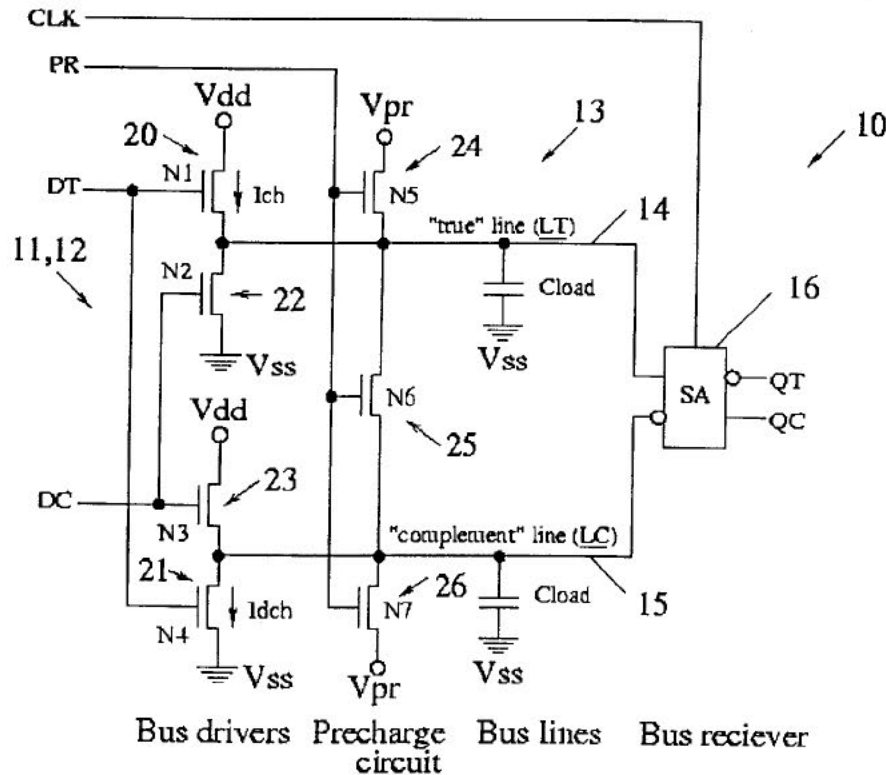 CLK
PR
Vdd
Vpr
13
10
20
24
N1
DT
Ich
N5
"true" line (LT)
14
11,12
N2
22
Cload
16
Vss
Vss
QT
SA
Vdd
N6
QC
25
23
DC
N3
"complement" line (LC)
21
26
15
Idch
N7
Cload
N4
Vss
Vpr
Vss
Bus drivers Precharge circuit Bus lines Bus reciever